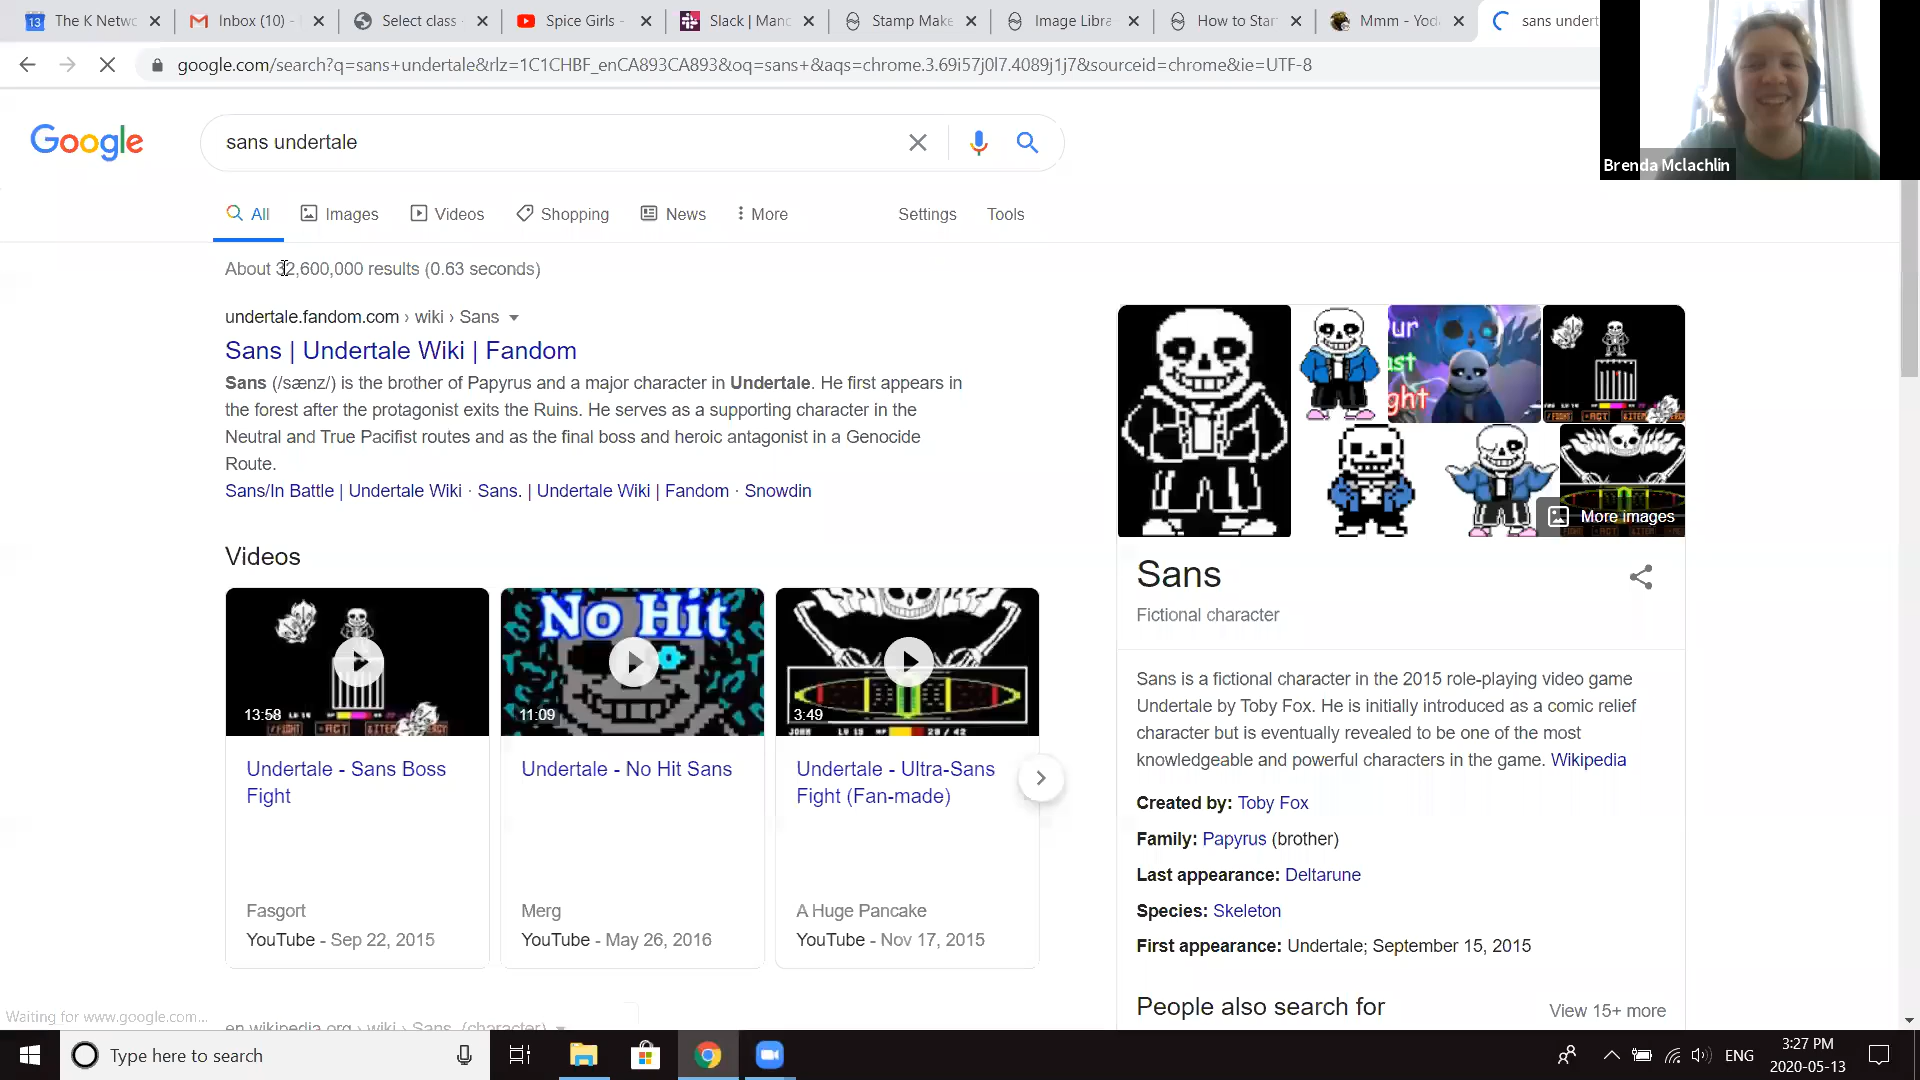 The K Netwo
Inbox (10) -
Select class
Spice Girls -
Slack | Manc
Stamp Make
Image Libra
How to Star
Mmm - Yod
sans undert
google.com/search?q=sans+undertale&rlz=1C1CHBF_enCA893CA893&oq=sans+&aqs=chrome.3.69i57j0l7.4089j1j7&sourceid=chrome&ie=UTF-8
Brenda Mclachlin
Google
sans undertale
All
Images
Videos
Shopping
News
More
Settings
Tools
About 32,600,000 results (0.63 seconds)
undertale.fandom.com › wiki › Sans
Sans | Undertale Wiki | Fandom
Sans (/sænz/) is the brother of Papyrus and a major character in Undertale. He first appears in
the forest after the protagonist exits the Ruins. He serves as a supporting character in the
Neutral and True Pacifist routes and as the final boss and heroic antagonist in a Genocide
Route.
Sans/In Battle | Undertale Wiki · Sans. | Undertale Wiki | Fandom · Snowdin
Videos
13:58
No Hit
11:09
3:49
Undertale - Sans Boss
Fight
Fasgort
YouTube - Sep 22, 2015
Undertale - No Hit Sans
Merg
YouTube - May 26, 2016
Undertale - Ultra-Sans
Fight (Fan-made)
A Huge Pancake
YouTube - Nov 17, 2015
en.wikipedia.org › wiki › Sans_(character)
More images
Sans
Fictional character
Sans is a fictional character in the 2015 role-playing video game
Undertale by Toby Fox. He is initially introduced as a comic relief
character but is eventually revealed to be one of the most
knowledgeable and powerful characters in the game. Wikipedia
Created by: Toby Fox
Family: Papyrus (brother)
Last appearance: Deltarune
Species: Skeleton
First appearance: Undertale; September 15, 2015
People also search for
View 15+ more
Waiting for www.google.com...
Type here to search
ENG
3:27 PM
2020-05-13